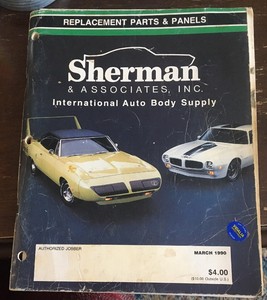 REPLACEMENT PARTS & PANELS
Sherman
& ASSOCIATES, INC.
International Auto Body Supply
AUTHORIZED JOBBER
MARCH 1990
$4.00